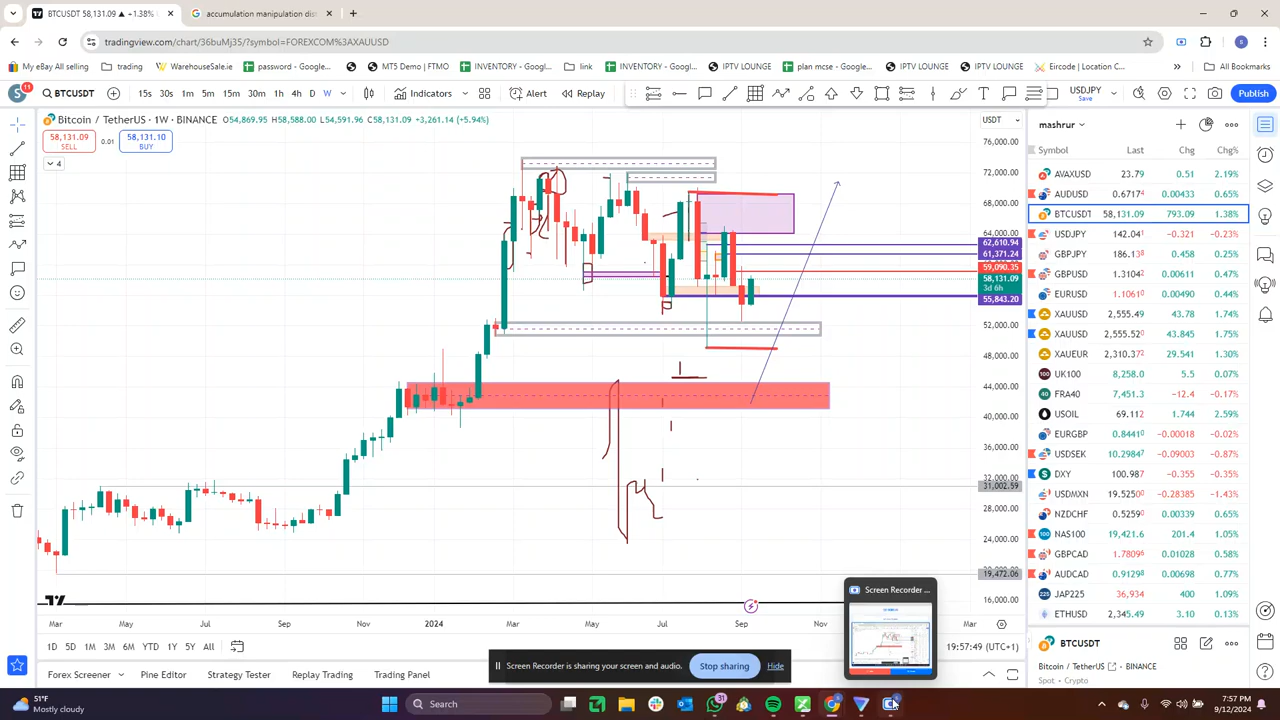 BTCUSDT 58,131.09 ▲ +1.38%
accumulation manipulation dist
tradingview.com/chart/36buMj35/?symbol=FOREXCOM%3AXAUUSD
My eBay All selling
trading
WarehouseSale.ie
password - Google...
MT5 Demo | FTMO
INVENTORY - Googl...
link
INVENTORY - Googl...
IPTV LOUNGE
plan mcse - Google...
IPTV LOUNGE
IPTV LOUNGE
Eircode | Location C...
All Bookmarks
S 11
BTCUSDT
15s 30s 1m 5m 15m 30m 1h 4h D W
Indicators
Alert
Replay
USDJPY
Save
Publish
Bitcoin / TetherUS · 1W · BINANCE O54,869.95 H58,588.00 L54,591.96 C58,131.09 +3,261.14 (+5.94%)
58,131.09
SELL
0.01
58,131.10
BUY
4
USDT
76,000.00
72,000.00
68,000.00
64,000.00
62,610.94
61,371.24
59,090.35
58,131.09
3d 6h
55,843.20
52,000.00
48,000.00
44,000.00
40,000.00
36,000.00
32,000.00
31,002.59
28,000.00
24,000.00
19,472.06
16,000.00
Mar May Jul Sep Nov 2024 Mar May Jul Sep Nov Mar
1D 5D 1M 3M 6M YTD 1Y 5Y All
19:57:49 (UTC+1)
Forex Screener
Pine Editor
Strategy Tester
Replay Trading
Trading Panel
mashrur
Symbol Last Chg Chg%
AVAXUSD 23.79 0.51 2.19%
AUDUSD 0.6717⁴ 0.00433 0.65%
BTCUSDT 58,131.09 793.09 1.38%
USDJPY 142.04¹ −0.321 −0.23%
GBPJPY 186.13⁸ 0.458 0.25%
GBPUSD 1.3104² 0.00611 0.47%
EURUSD 1.1061⁰ 0.00490 0.44%
XAUUSD 2,555.49 43.78 1.74%
XAUUSD 2,555.52⁰ 43.845 1.75%
XAUEUR 2,310.37² 29.541 1.30%
UK100 8,258.0 5.5 0.07%
FRA40 7,451.3 −12.4 −0.17%
USOIL 69.112 1.744 2.59%
EURGBP 0.8441⁰ −0.00018 −0.02%
USDSEK 10.2984⁷ −0.09003 −0.87%
DXY 100.987 −0.355 −0.35%
USDMXN 19.525⁰ −0.28385 −1.43%
NZDCHF 0.5259⁰ 0.00339 0.65%
NAS100 19,421.6 201.4 1.05%
GBPCAD 1.7809⁶ 0.01028 0.58%
AUDCAD 0.9129⁸ 0.00698 0.77%
JAP225 36,934 400 1.09%
ETHUSD 2,345.49 3.10 0.13%
BTCUSDT
Bitcoin / TetherUS BINANCE
Spot · Crypto
Screen Recorder ...
Screen Recorder is sharing your screen and audio.
Stop sharing
Hide
51°F
Mostly cloudy
Search
31
7:57 PM
9/12/2024